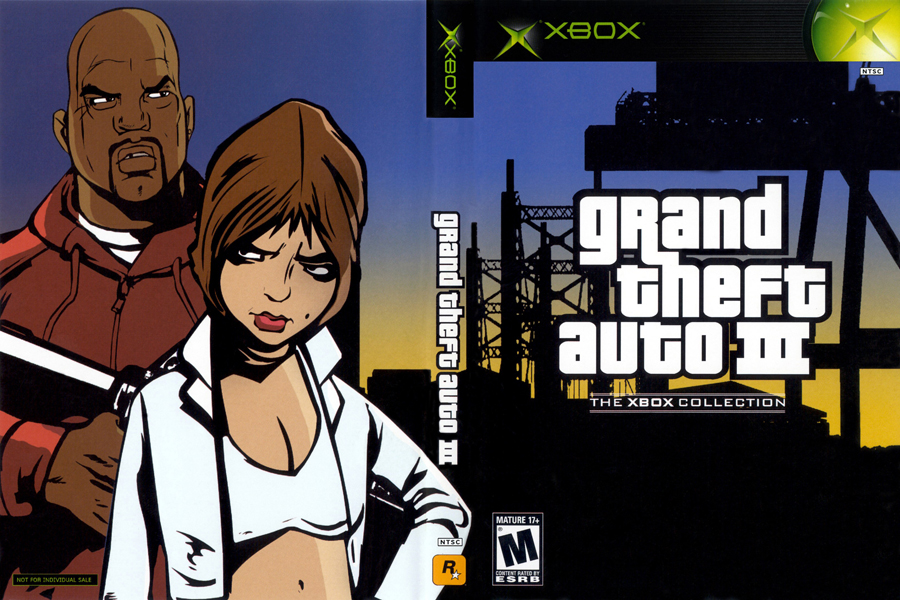 NOT FOR INDIVIDUAL SALE
XBOX
grand theft auto III
NTSC
R
XBOX
NTSC
grand
theft
auto III
THE XBOX COLLECTION
MATURE 17+
M
CONTENT RATED BY
ESRB